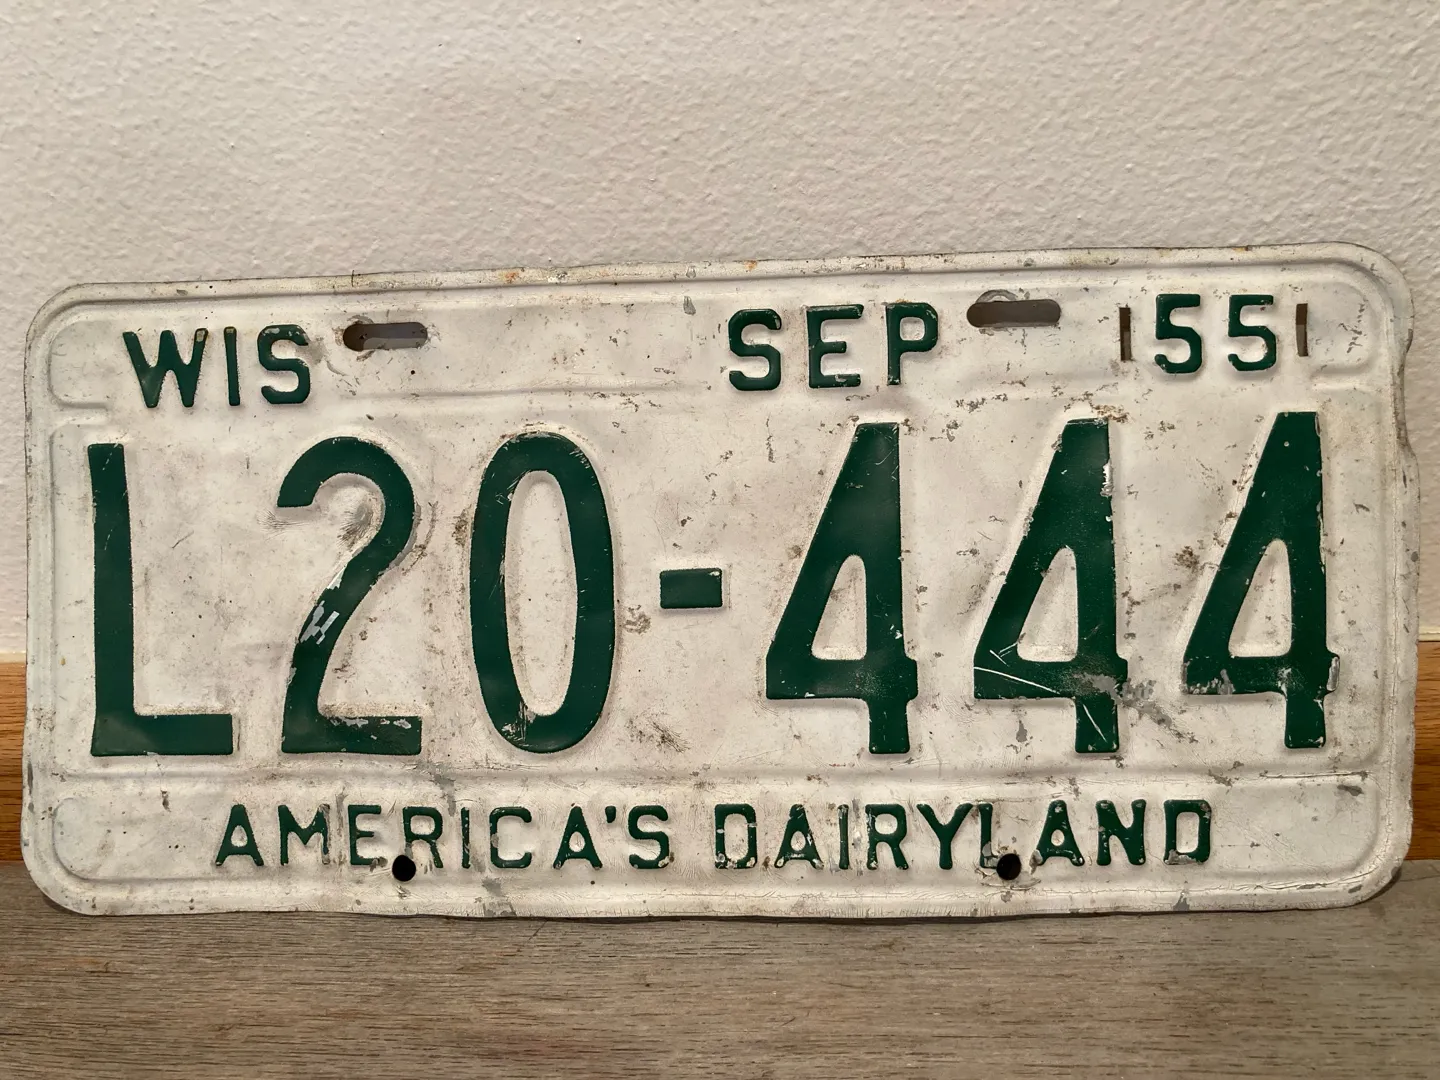 WIS SEP 55
L20-444
AMERICA'S DAIRYLAND